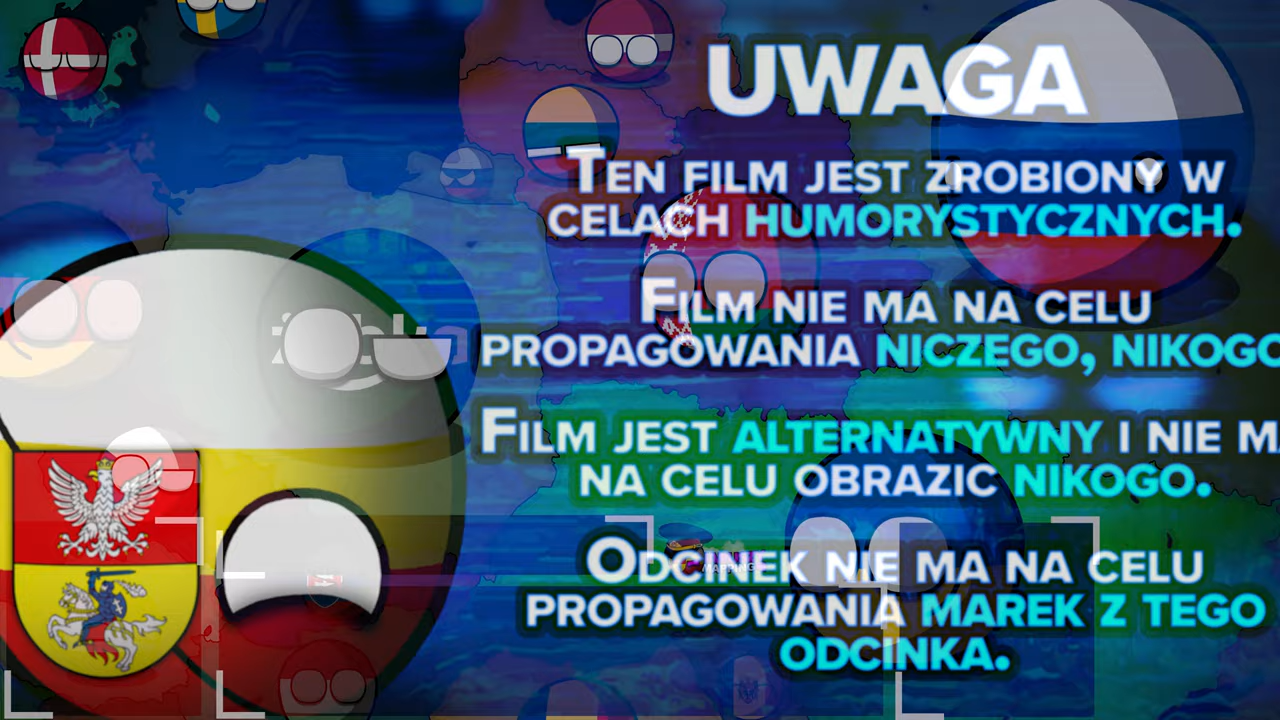 UWAGA
TEN FILM JEST ZROBIONY W
CELACH HUMORYSTYCZNYCH.
FILM NIE MA NA CELU
PROPAGOWANIA NICZEGO, NIKOGO
FILM JEST ALTERNATYWNY I NIE MA
NA CELU OBRAZIC NIKOGO.
ODCINEK NIE MA NA CELU
PROPAGOWANIA MAREK Z TEGO
ODCINKA.
MAPPING